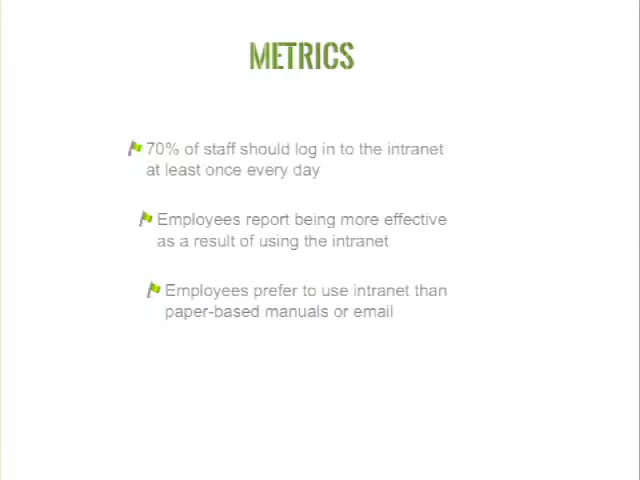 METRICS
70% of staff should log in to the intranet
at least once every day
Employees report being more effective
as a result of using the intranet
Employees prefer to use intranet than
paper-based manuals or email